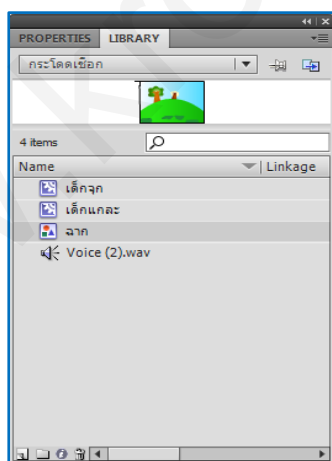 PROPERTIES LIBRARY
กระโดดเชือก
4 items
Name Linkage
เด็กจุก
เด็กแกละ
ฉาก
Voice (2).wav